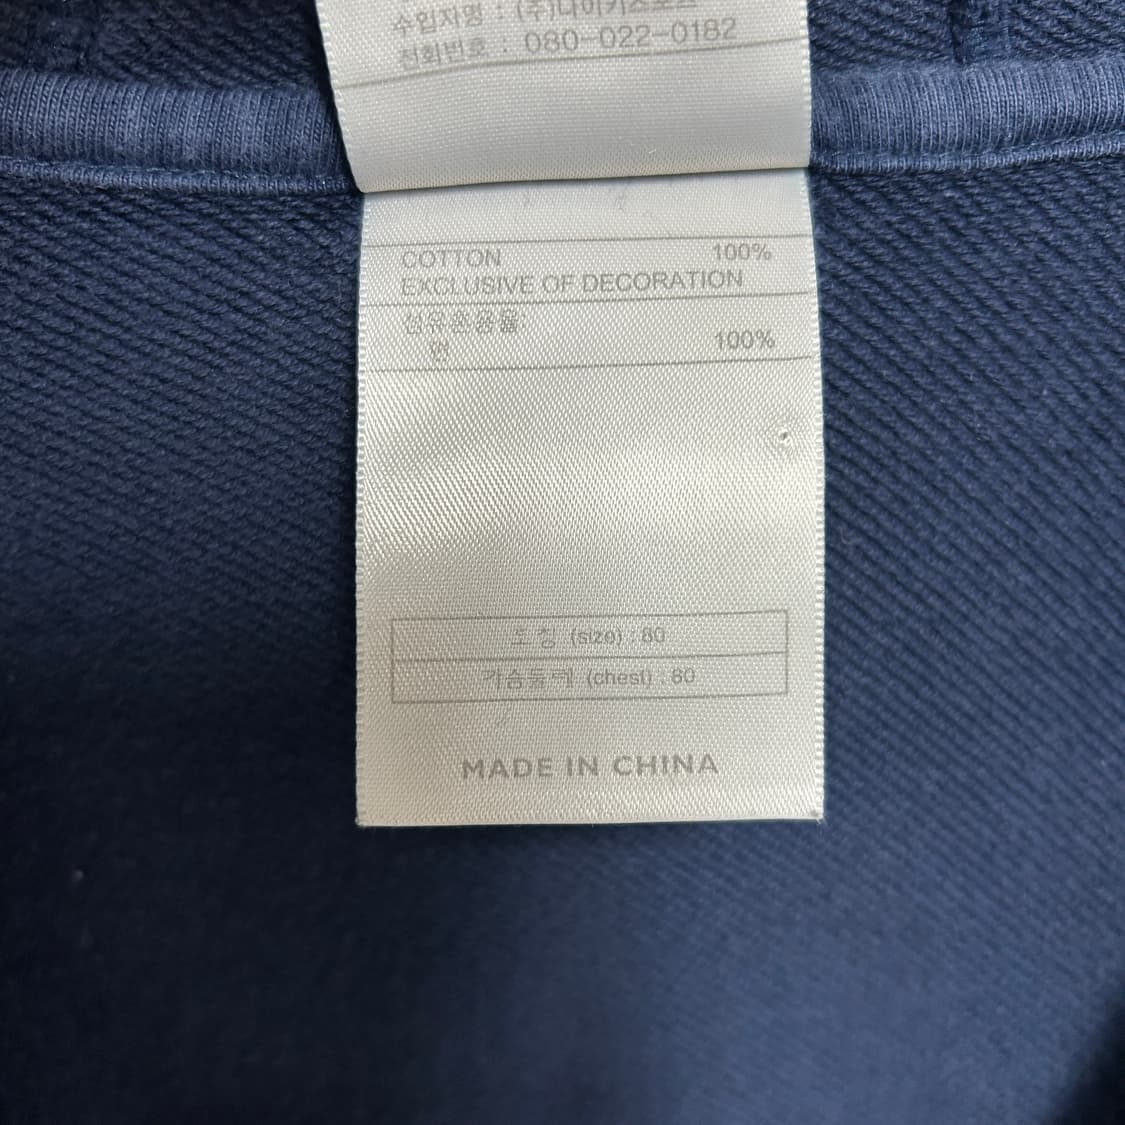 수입자명 : (주)나이키스포츠
전화번호 : 080-022-0182
COTTON 100%
EXCLUSIVE OF DECORATION
섬유혼용율:
면 100%
호 칭 (size) : 80
가슴둘레 (chest) : 80
MADE IN CHINA